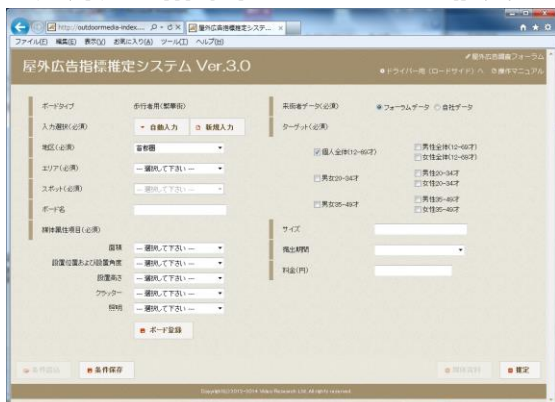 http://outdoormedia-index....
屋外広告指標推定システ...
ファイル(F) 編集(E) 表示(V) お気に入り(A) ツール(T) ヘルプ(H)
屋外広告指標推定システム Ver.3.0
屋外広告調査フォーラム
ドライバー用 (ロードサイド) へ
操作マニュアル
ボードタイプ 歩行者用(繁華街)
来街者データ(必須) フォーラムデータ 自社データ
入力選択(必須) 自動入力 新規入力
ターゲット(必須)
地区(必須) 首都圏
個人全体(12-69才) 男性全体(12-69才)
女性全体(12-69才)
エリア(必須) ― 選択して下さい ―
男女20-34才 男性20-34才
女性20-34才
スポット(必須) ― 選択して下さい ―
男女35-49才 男性35-49才
女性35-49才
ボード名
媒体属性項目(必須)
サイズ
面積 ― 選択して下さい ―
掲出期間
設置位置および設置角度 ― 選択して下さい ―
料金(円)
設置高さ ― 選択して下さい ―
クラッター ― 選択して下さい ―
照明 ― 選択して下さい ―
ボード登録
条件保存
推定